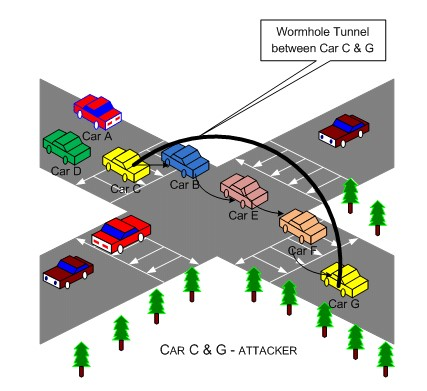 Wormhole Tunnel
between Car C & G
Car A
Car D
Car C
Car B
Car E
Car F
Car G
CAR C & G - ATTACKER